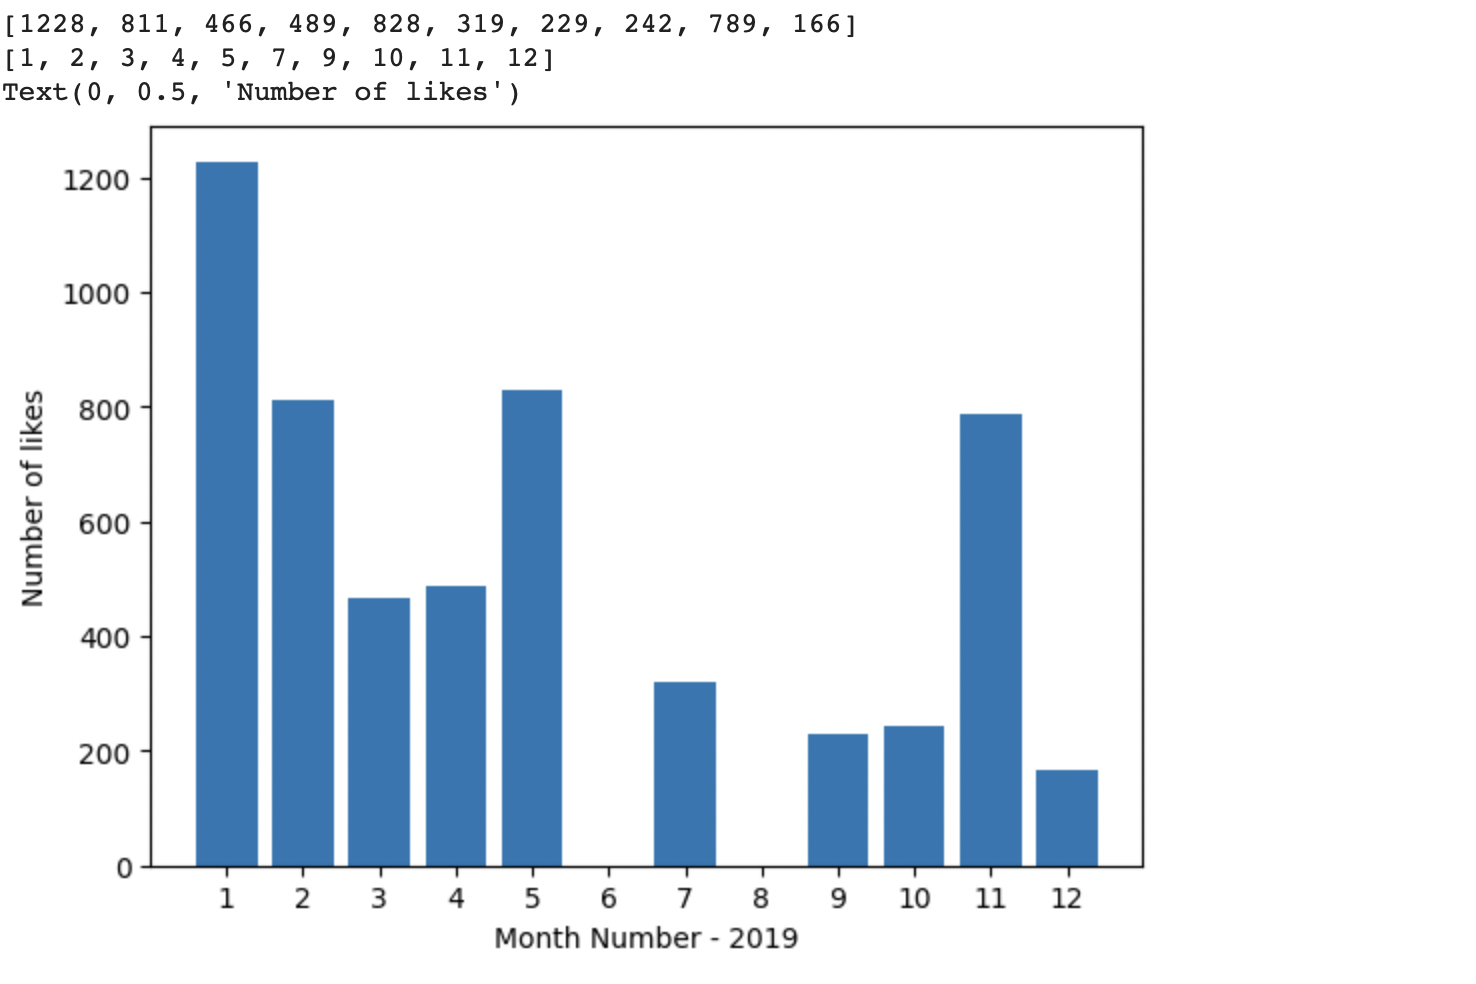 [1228, 811, 466, 489, 828, 319, 229, 242, 789, 166]
[1, 2, 3, 4, 5, 7, 9, 10, 11, 12]
Text(0, 0.5, 'Number of likes')
1200
1000
800
600
400
200
0
Number of likes
1 2 3 4 5 6 7 8 9 10 11 12
Month Number - 2019